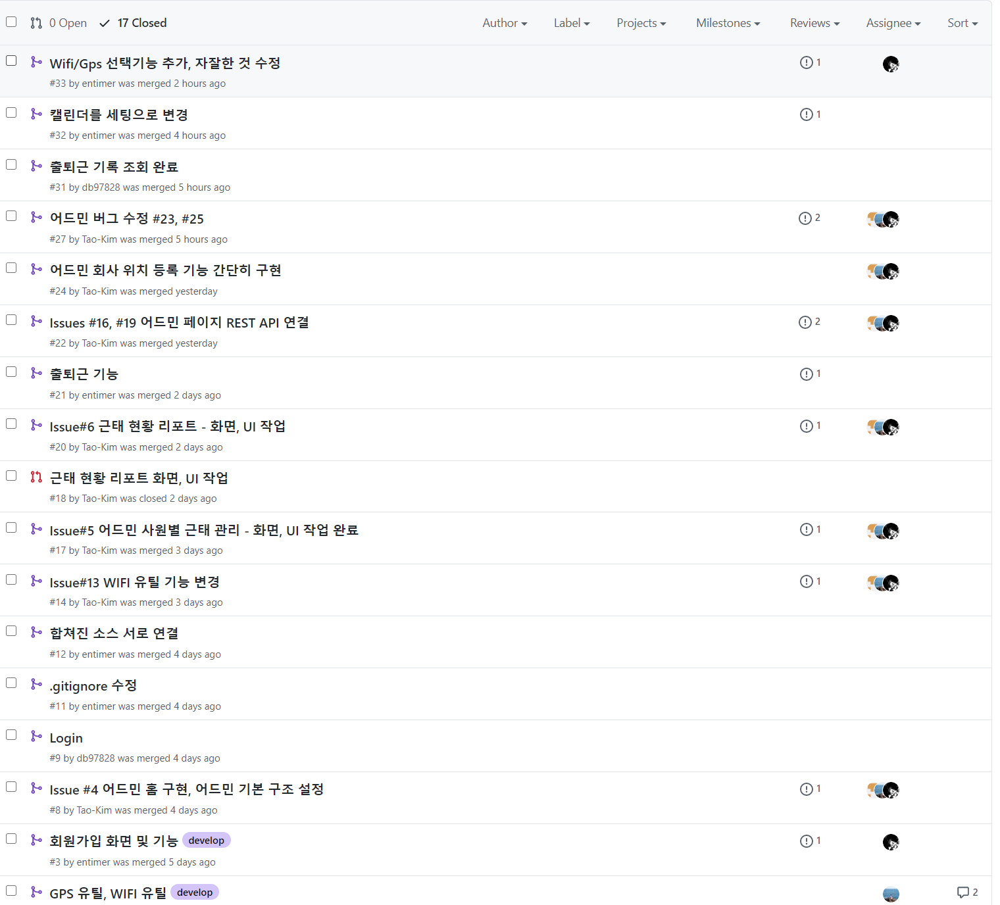 0 Open 17 Closed Author Label Projects Milestones Reviews Assignee Sort
Wifi/Gps 선택기능 추가, 자잘한 것 수정 1
#33 by entimer was merged 2 hours ago
캘린더를 세팅으로 변경 1
#32 by entimer was merged 4 hours ago
출퇴근 기록 조회 완료
#31 by db97828 was merged 5 hours ago
어드민 버그 수정 #23, #25 2
#27 by Tao-Kim was merged 5 hours ago
어드민 회사 위치 등록 기능 간단히 구현
#24 by Tao-Kim was merged yesterday
Issues #16, #19 어드민 페이지 REST API 연결 2
#22 by Tao-Kim was merged yesterday
출퇴근 기능 1
#21 by entimer was merged 2 days ago
Issue#6 근태 현황 리포트 - 화면, UI 작업 1
#20 by Tao-Kim was merged 2 days ago
근태 현황 리포트 화면, UI 작업
#18 by Tao-Kim was closed 2 days ago
Issue#5 어드민 사원별 근태 관리 - 화면, UI 작업 완료 1
#17 by Tao-Kim was merged 3 days ago
Issue#13 WIFI 유틸 기능 변경 1
#14 by Tao-Kim was merged 3 days ago
합쳐진 소스 서로 연결
#12 by entimer was merged 4 days ago
.gitignore 수정
#11 by entimer was merged 4 days ago
Login
#9 by db97828 was merged 4 days ago
Issue #4 어드민 홈 구현, 어드민 기본 구조 설정 1
#8 by Tao-Kim was merged 4 days ago
회원가입 화면 및 기능 develop 1
#3 by entimer was merged 5 days ago
GPS 유틸, WIFI 유틸 develop 2